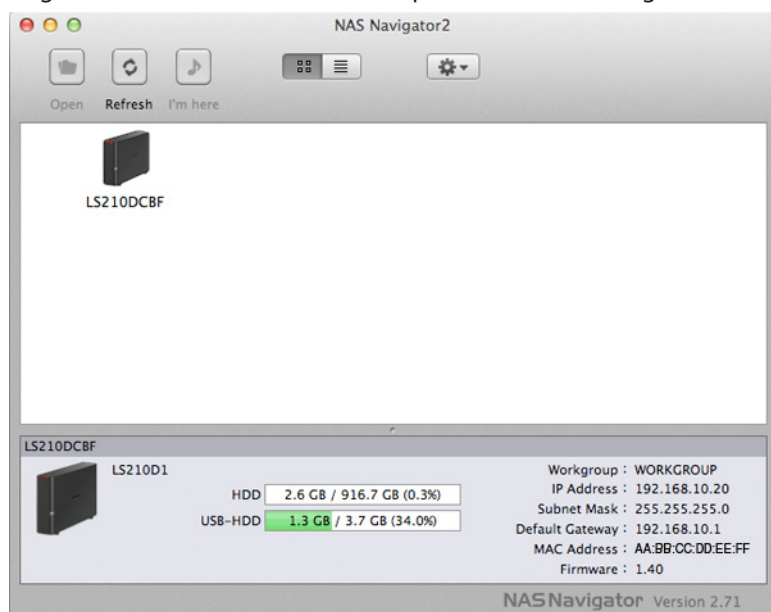 NAS Navigator2
Open Refresh I'm here
LS210DCBF
LS210DCBF
LS210D1
HDD 2.6 GB / 916.7 GB (0.3%)
USB-HDD 1.3 GB / 3.7 GB (34.0%)
Workgroup : WORKGROUP
IP Address : 192.168.10.20
Subnet Mask : 255.255.255.0
Default Gateway : 192.168.10.1
MAC Address : AA:BB:CC:DD:EE:FF
Firmware : 1.40
NASNavigator Version 2.71